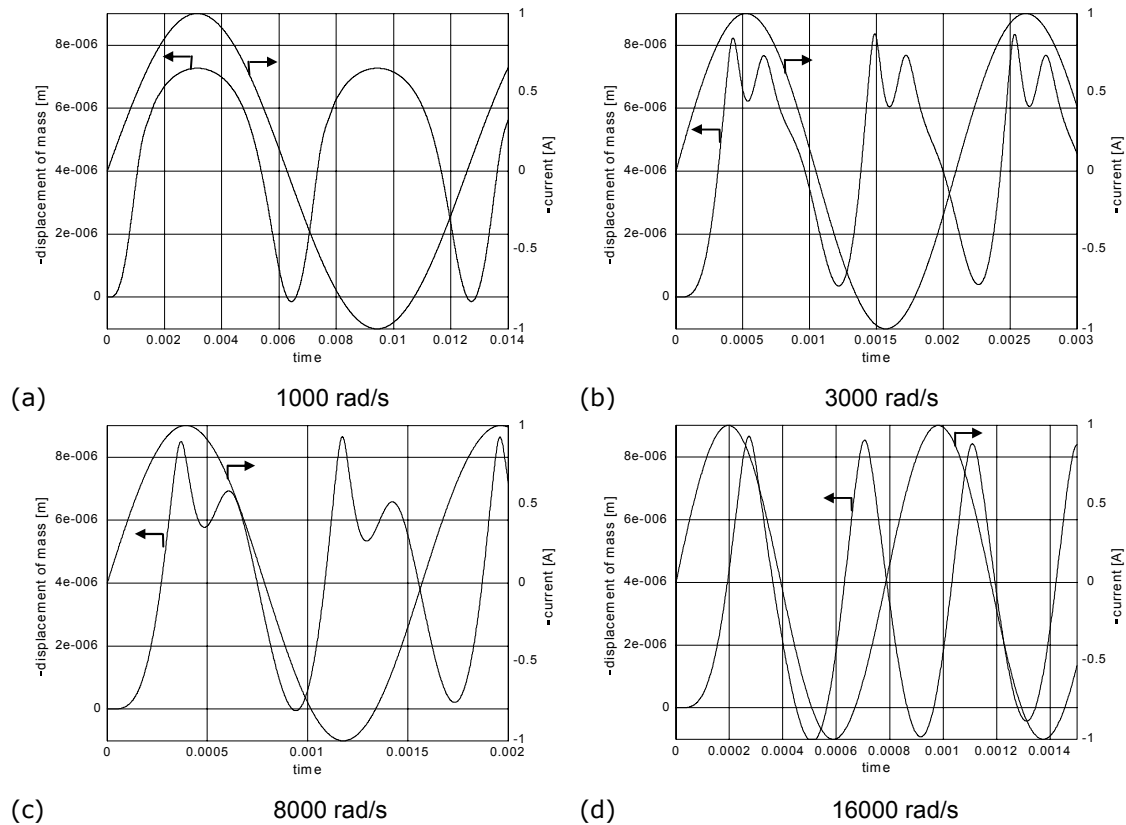 8e-006
6e-006
4e-006
2e-006
0
-displacement of mass [m]
1
0.5
0
-0.5
-1
-current [A]
0 0.002 0.004 0.006 0.008 0.01 0.012 0.014
time
(a) 1000 rad/s
8e-006
6e-006
4e-006
2e-006
0
-displacement of mass [m]
1
0.5
0
-0.5
-1
-current [A]
0 0.0005 0.001 0.0015 0.002 0.0025 0.003
time
(b) 3000 rad/s
8e-006
6e-006
4e-006
2e-006
0
-displacement of mass [m]
1
0.5
0
-0.5
-1
-current [A]
0 0.0005 0.001 0.0015 0.002
time
(c) 8000 rad/s
8e-006
6e-006
4e-006
2e-006
0
-displacement of mass [m]
1
0.5
0
-0.5
-1
-current [A]
0 0.0002 0.0004 0.0006 0.0008 0.001 0.0012 0.0014
time
(d) 16000 rad/s